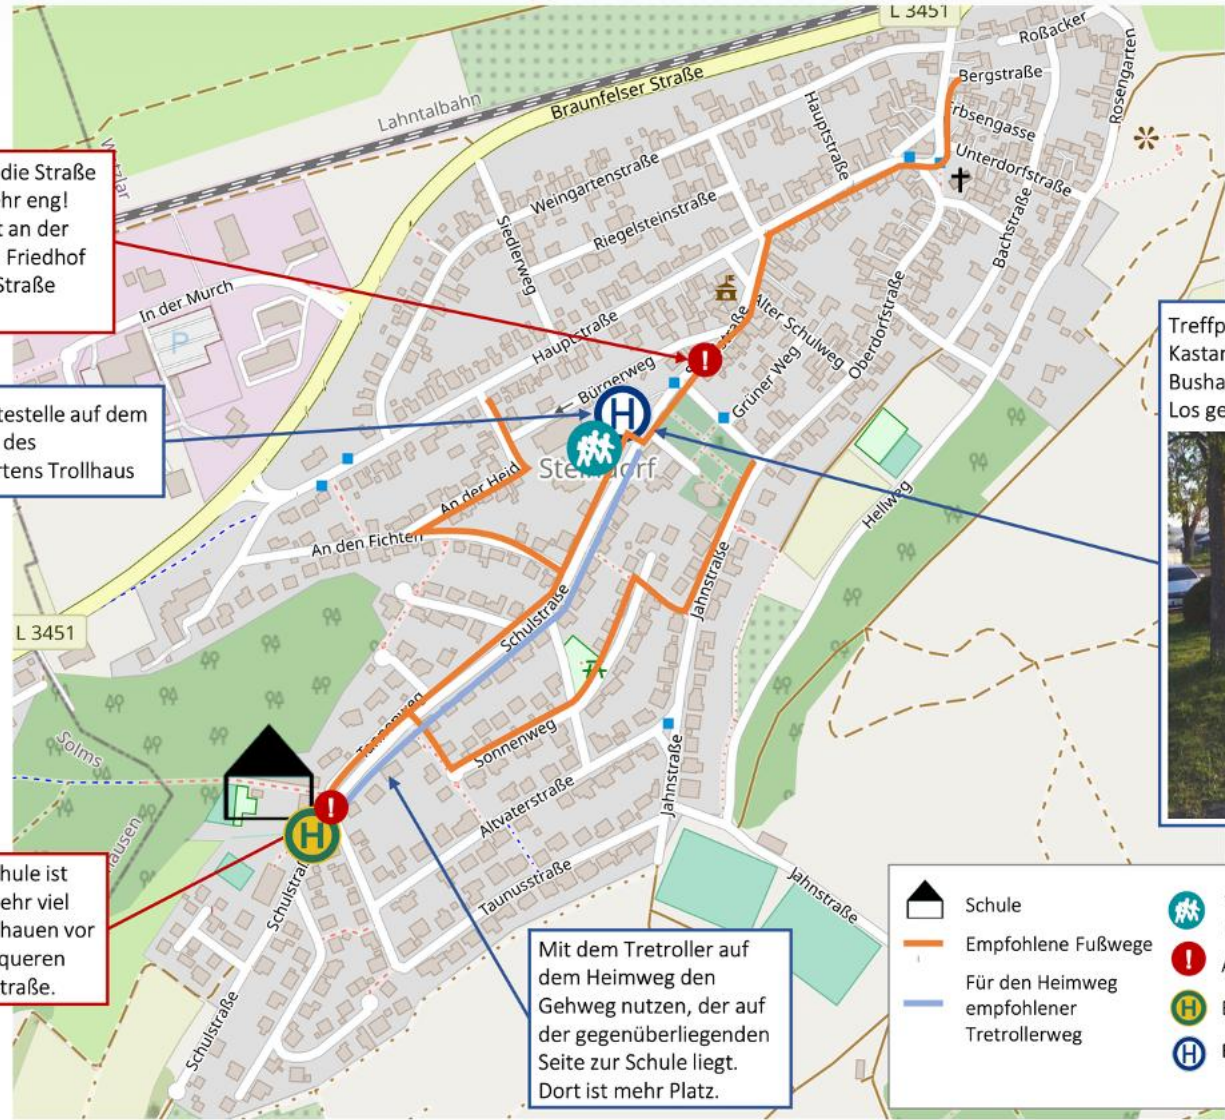 L 3451
Roßacker
Bergstraße
Rosengarten
Braunfelser Straße
Lahntalbahn
Hauptstraße
Erbsengasse
Unterdorfstraße
Wetzlar
Weingartenstraße
Riegelsteinstraße
Siedlerweg
Bachstraße
die Straße
ehr eng!
t an der
Friedhof
Straße
In der Murch
P
Hauptstraße
Alter Schulweg
Oberdorfstraße
Bürgerweg
Grüner Weg
Treffp
Kastan
Busha
Los ge
testelle auf dem
des
rtens Trollhaus
H
An der Heid
An den Fichten
Hellweg
Jahnstraße
Schulstraße
L 3451
Solms
Tannenweg
Sonnenweg
Altvaterstraße
Jahnstraße
Taunusstraße
Jahnstraße
H
hule ist
ehr viel
hauen vor
queren
traße.
hausen
Schulstraße
Schulstraße
Mit dem Tretroller auf
dem Heimweg den
Gehweg nutzen, der auf
der gegenüberliegenden
Seite zur Schule liegt.
Dort ist mehr Platz.
Schule
Empfohlene Fußwege
Für den Heimweg
empfohlener
Tretrollerweg
! A
H B
H